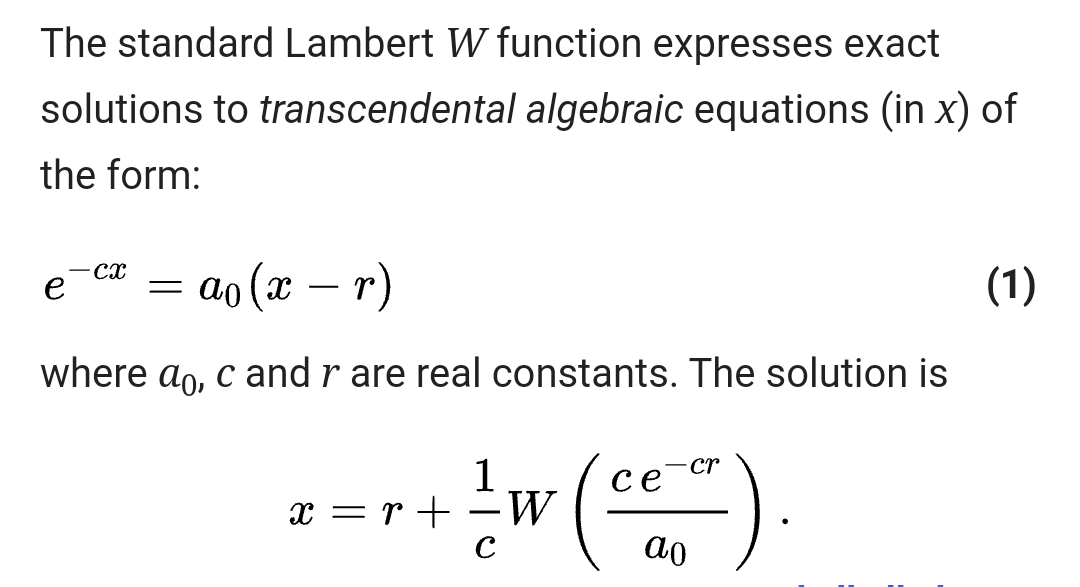 The standard Lambert W function expresses exact
solutions to transcendental algebraic equations (in x) of
the form:
e^{-cx} = a_0(x − r) (1)
where a_0, c and r are real constants. The solution is
x = r + \frac{1}{c} W \left( \frac{c e^{-cr}}{a_0} \right).